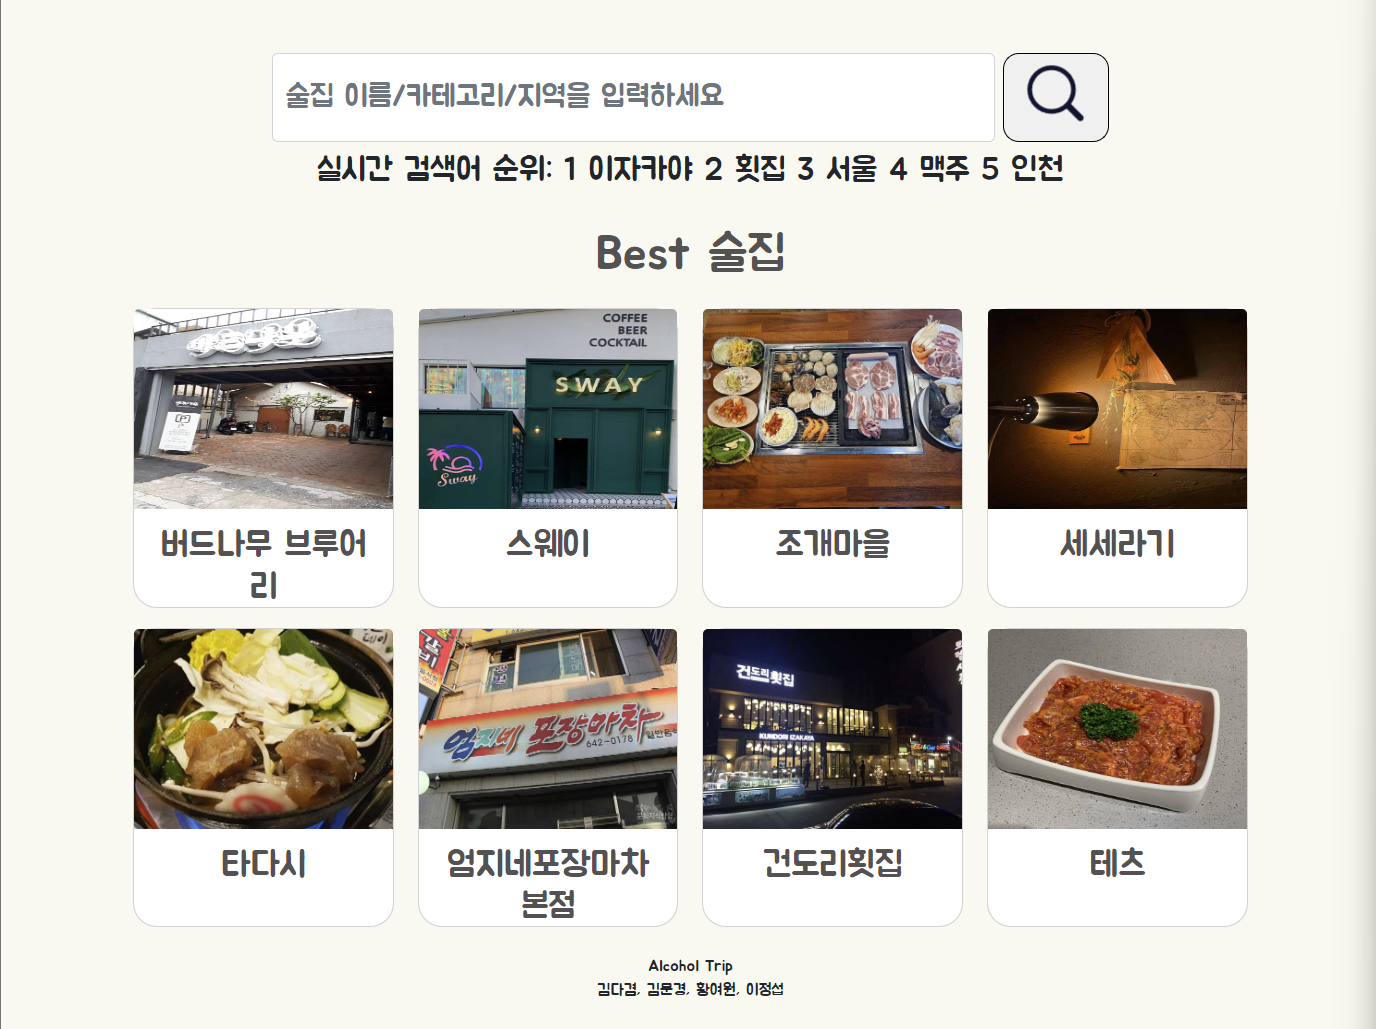 술집 이름/카테고리/지역을 입력하세요
실시간 검색어 순위: 1 이자카야 2 횟집 3 서울 4 맥주 5 인천
Best 술집
COFFEE
BEER
COCKTAIL
SWAY
Sway
버드나무 브루어
리
스웨이
조개마을
세세라기
엄지네 포장마차
642-0178
건도리횟집
KUNDORI IZAKAYA
타다시
엄지네포장마차
본점
건도리횟집
테츠
Alcohol Trip
김다겸, 김문경, 황여원, 이정섭